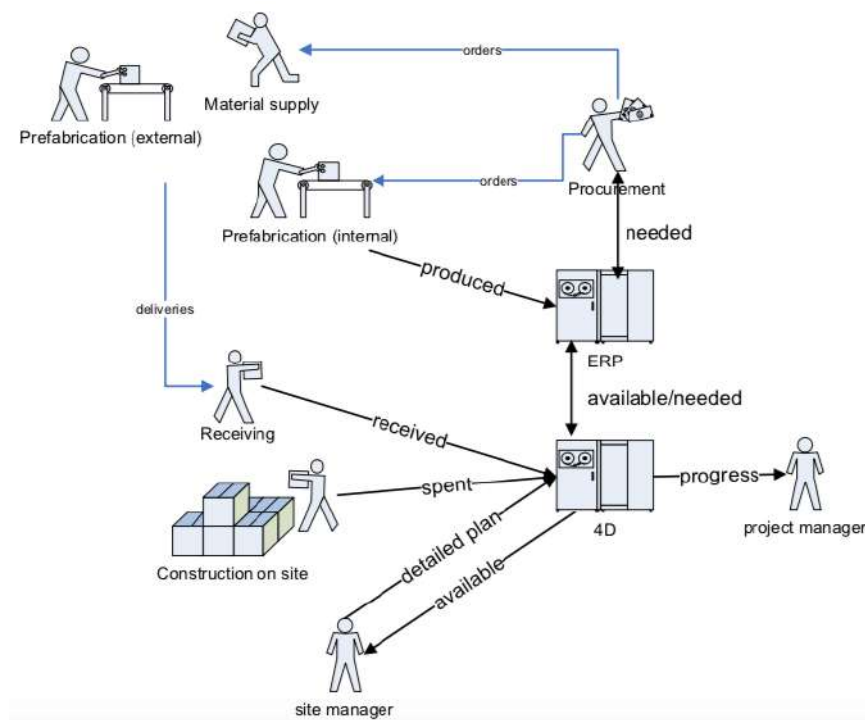 orders
Material supply
Prefabrication (external)
orders
Procurement
Prefabrication (internal)
needed
produced
deliveries
ERP
available/needed
Receiving
received
spent
progress
4D
project manager
detailed plan
Construction on site
available
site manager